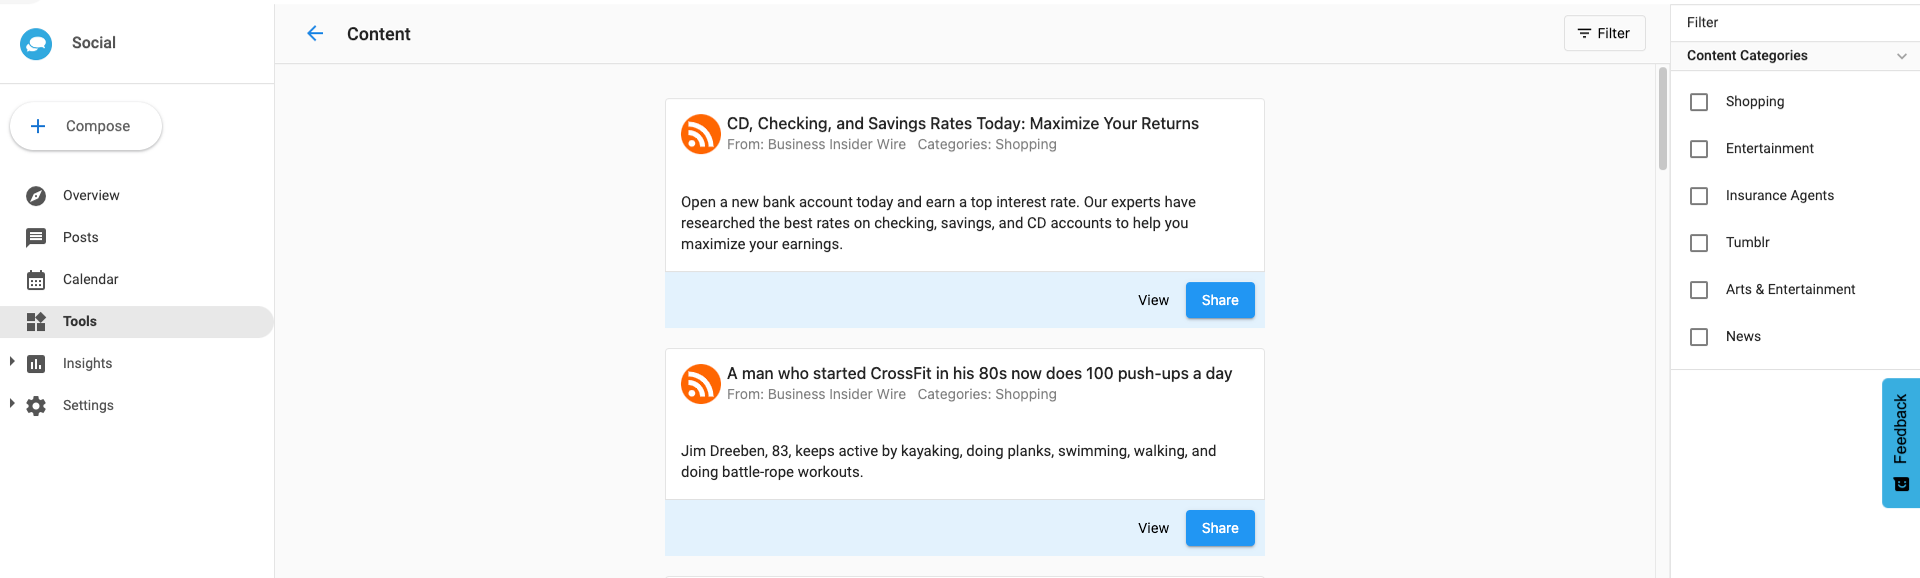 Social
Compose
Overview
Posts
Calendar
Tools
Insights
Settings
Content
Filter
CD, Checking, and Savings Rates Today: Maximize Your Returns
From: Business Insider Wire Categories: Shopping
Open a new bank account today and earn a top interest rate. Our experts have
researched the best rates on checking, savings, and CD accounts to help you
maximize your earnings.
View Share
A man who started CrossFit in his 80s now does 100 push-ups a day
From: Business Insider Wire Categories: Shopping
Jim Dreeben, 83, keeps active by kayaking, doing planks, swimming, walking, and
doing battle-rope workouts.
View Share
Filter
Content Categories
Shopping
Entertainment
Insurance Agents
Tumblr
Arts & Entertainment
News
Feedback